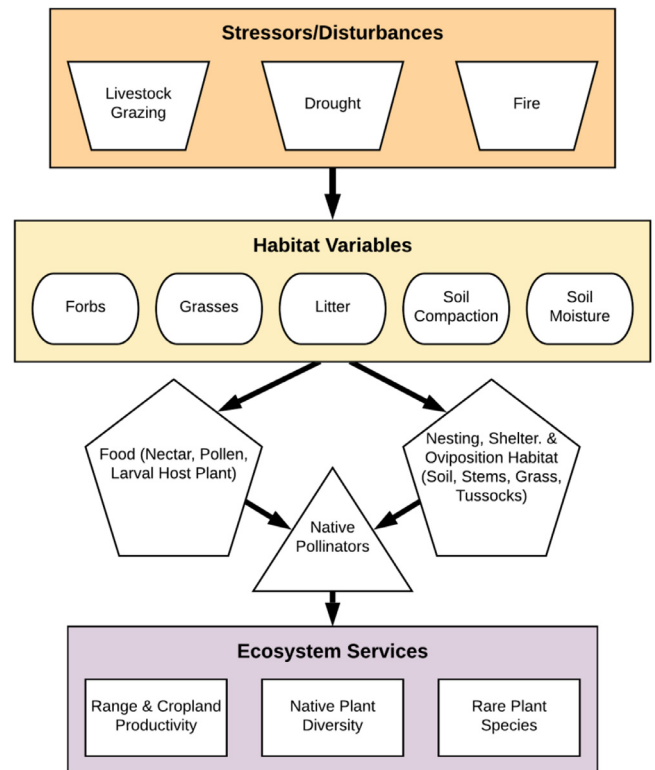 Stressors/Disturbances
Livestock
Grazing
Drought
Fire
Habitat Variables
Forbs
Grasses
Litter
Soil
Compaction
Soil
Moisture
Food (Nectar, Pollen,
Larval Host Plant)
Nesting, Shelter. &
Oviposition Habitat
(Soil, Stems, Grass,
Tussocks)
Native
Pollinators
Ecosystem Services
Range & Cropland
Productivity
Native Plant
Diversity
Rare Plant
Species